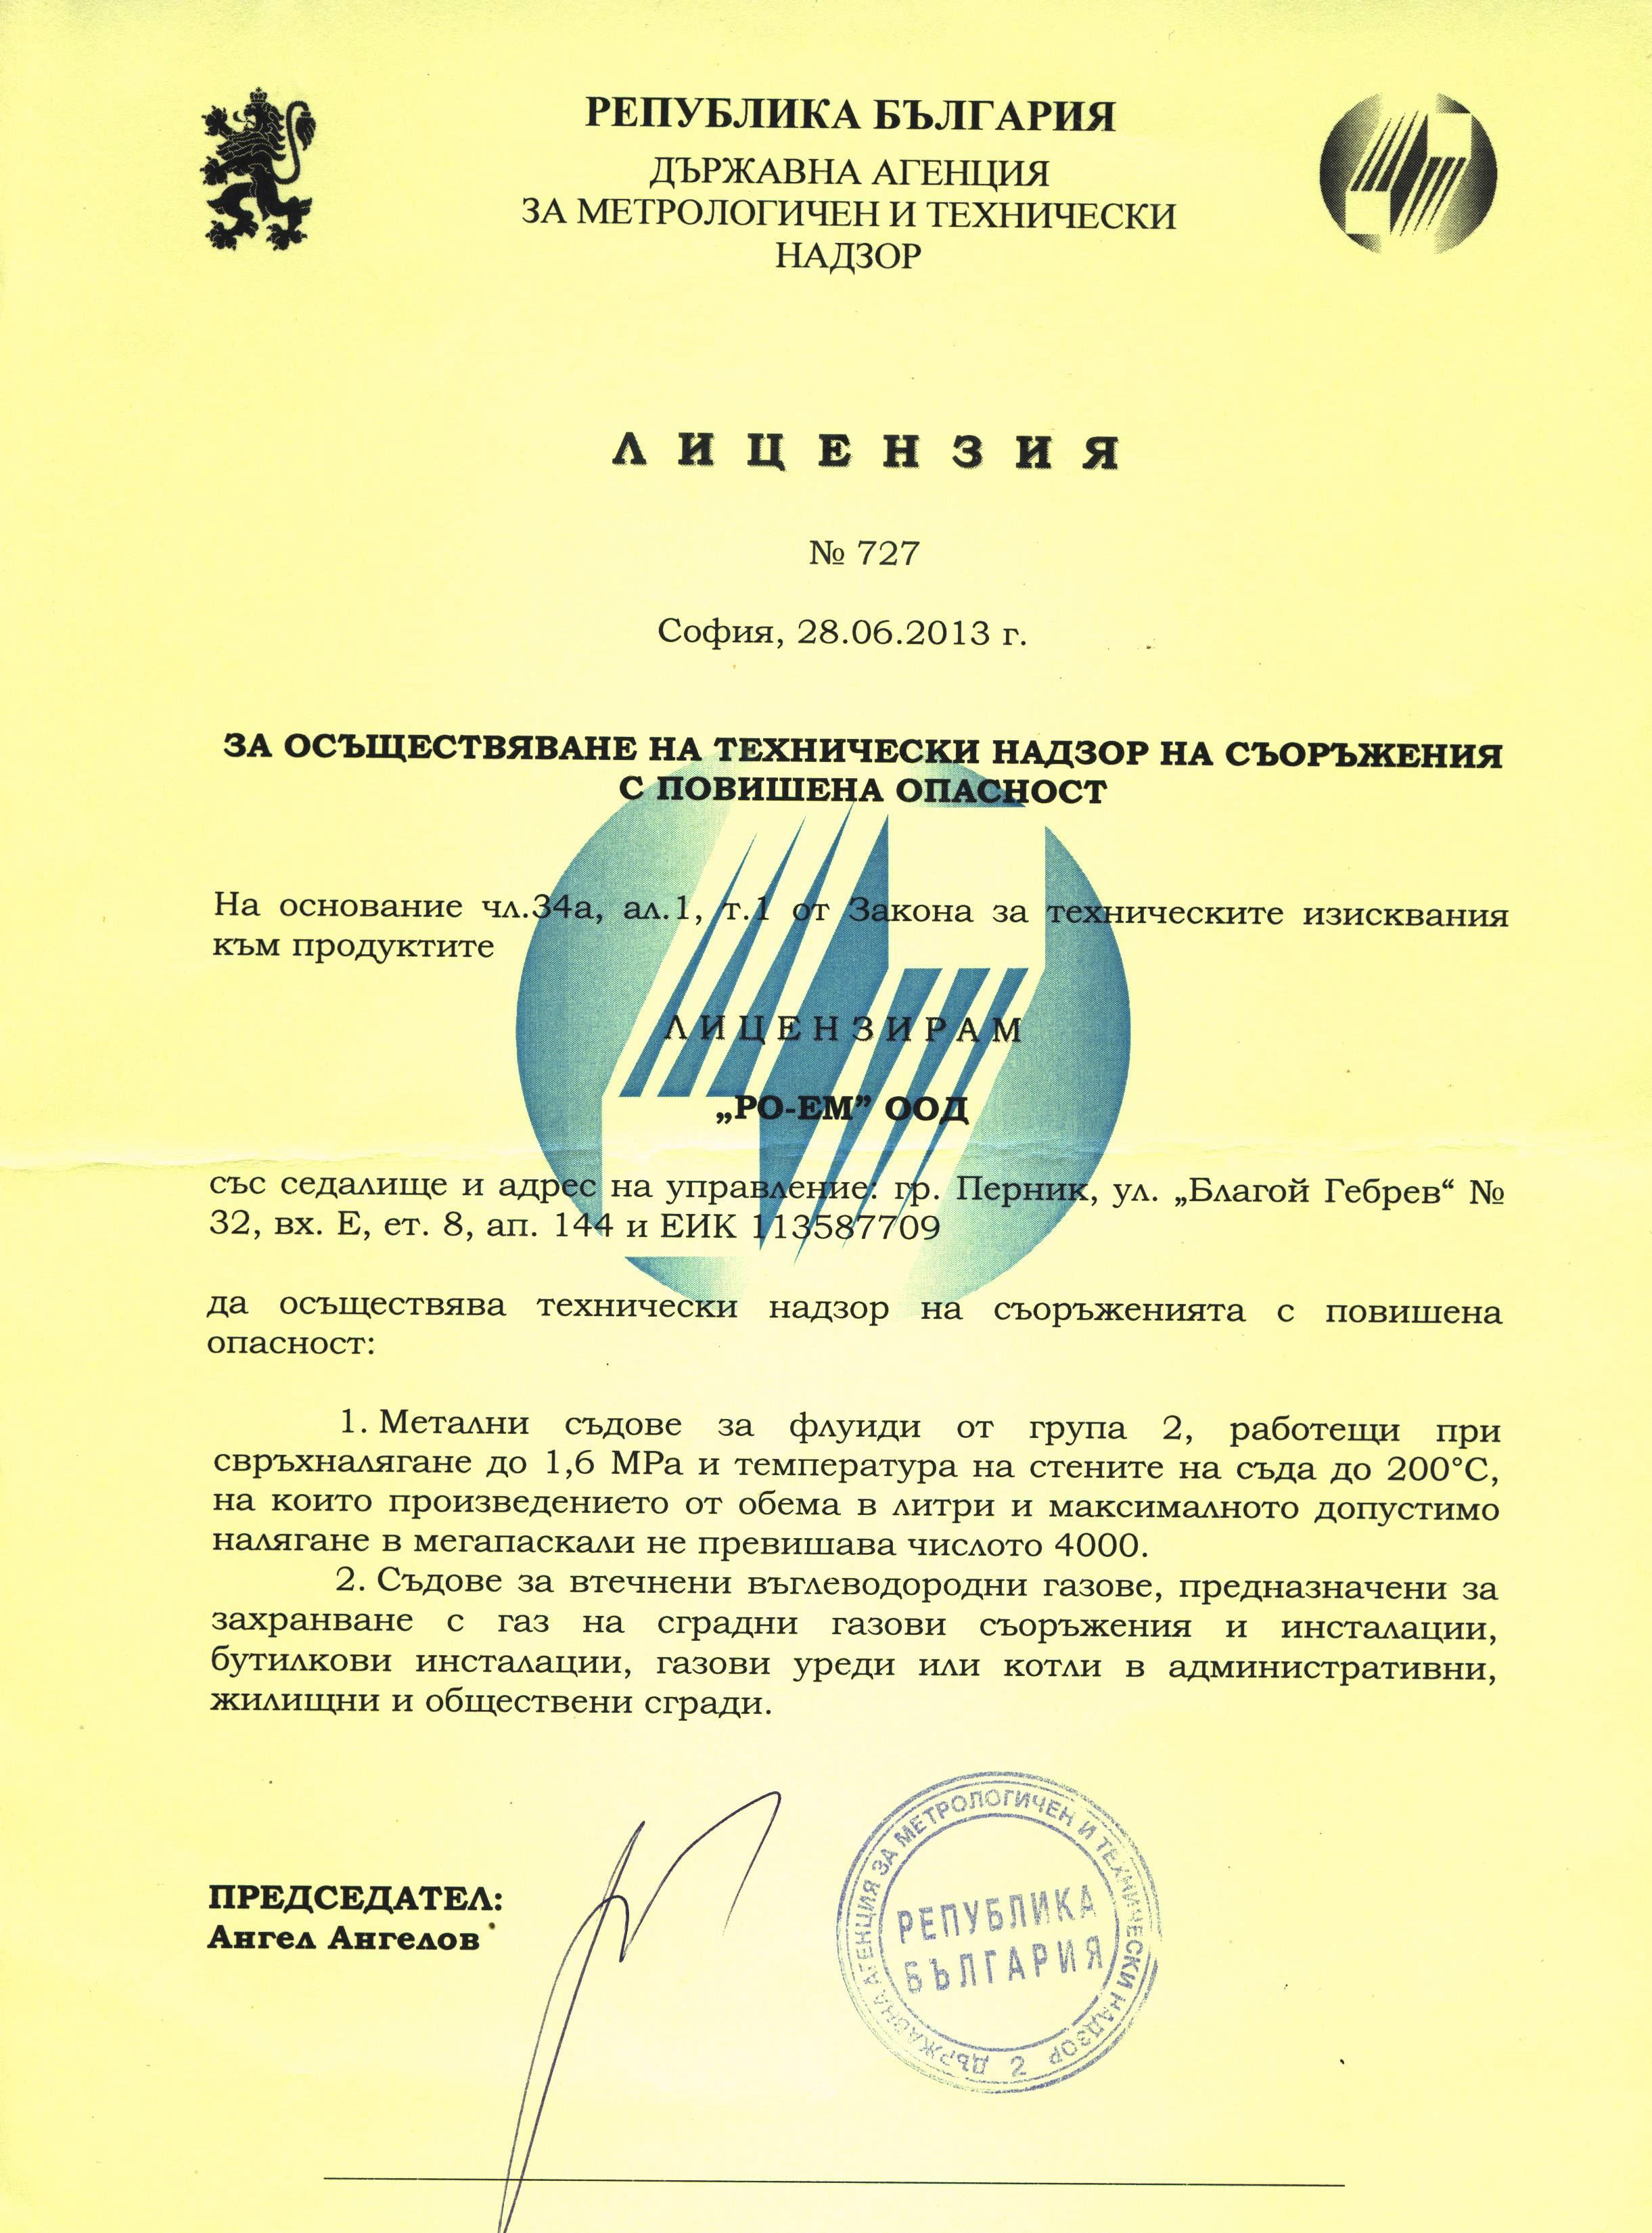 РЕПУБЛИКА БЪЛГАРИЯ
ДЪРЖАВНА АГЕНЦИЯ
ЗА МЕТРОЛОГИЧЕН И ТЕХНИЧЕСКИ
НАДЗОР
ЛИЦЕНЗИЯ
№ 727
София, 28.06.2013 г.
ЗА ОСЪЩЕСТВЯВАНЕ НА ТЕХНИЧЕСКИ НАДЗОР НА СЪОРЪЖЕНИЯ
С ПОВИШЕНА ОПАСНОСТ
На основание чл.34а, ал.1, т.1 от Закона за техническите изисквания
към продуктите
ЛИЦЕНЗИРАМ
„РО-ЕМ” ООД
със седалище и адрес на управление: гр. Перник, ул. „Благой Гебрев“ №
32, вх. Е, ет. 8, ап. 144 и ЕИК 113587709
да осъществява технически надзор на съоръженията с повишена
опасност:
1. Метални съдове за флуиди от група 2, работещи при
свръхналягане до 1,6 MPa и температура на стените на съда до 200°C,
на които произведението от обема в литри и максималното допустимо
налягане в мегапаскали не превишава числото 4000.
2. Съдове за втечнени въглеводородни газове, предназначени за
захранване с газ на сградни газови съоръжения и инсталации,
бутилкови инсталации, газови уреди или котли в административни,
жилищни и обществени сгради.
ПРЕДСЕДАТЕЛ:
Ангел Ангелов
ДЪРЖАВНА АГЕНЦИЯ ЗА МЕТРОЛОГИЧЕН И ТЕХНИЧЕСКИ НАДЗОР 2
РЕПУБЛИКА
БЪЛГАРИЯ